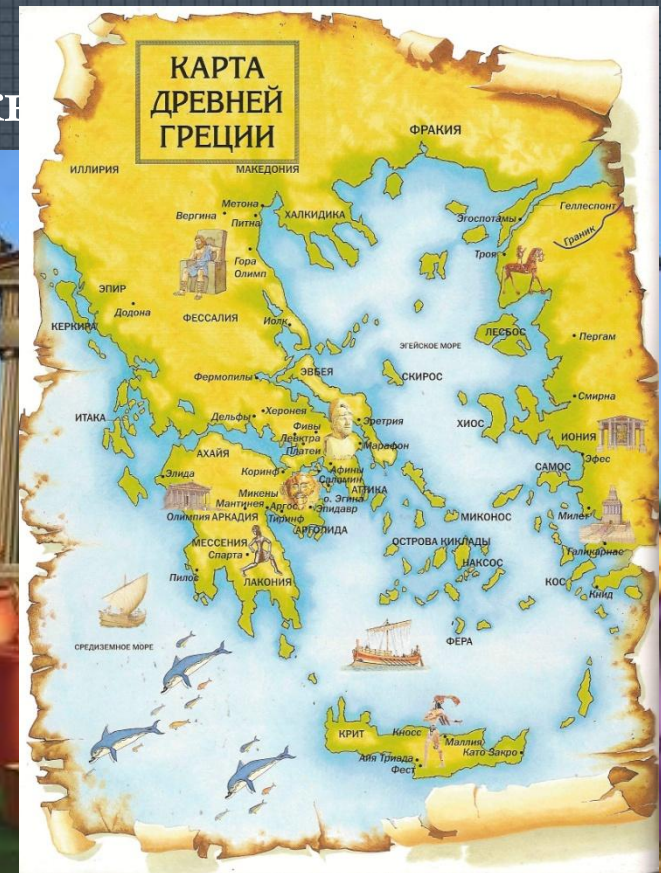 КАРТА
ДРЕВНЕЙ
ГРЕЦИИ
ФРАКИЯ
ИЛЛИРИЯ
МАКЕДОНИЯ
Метона
Вергина
Питна
ХАЛКИДИКА
Эгоспотамы
Геллеспонт
Граник
Гора
Олимп
Троя
ЭПИР
Додона
ФЕССАЛИЯ
Иолк
КЕРКИРА
ЭГЕЙСКОЕ МОРЕ
ЛЕСБОС
Пергам
Фермопилы
ЭВБЕЯ
СКИРОС
Смирна
ИТАКА
Дельфы
Херонея
Фивы
Левктра
Платеи
Эретрия
Марафон
ХИОС
ИОНИЯ
Эфес
АХАЙЯ
Элида
Коринф
Афины
Саламин
АТТИКА
САМОС
Микены
о. Эгина
Мантинея
Аргос
Эпидавр
Олимпия
АРКАДИЯ
Тиринф
АРГОЛИДА
МИКОНОС
Милет
МЕССЕНИЯ
Спарта
ОСТРОВА КИКЛАДЫ
Галикарнас
НАКСОС
Пилос
ЛАКОНИЯ
КОС
Книд
СРЕДИЗЕМНОЕ МОРЕ
ФЕРА
КРИТ
Кносс
Маллия
Като Закро
Айя Триада
Фест